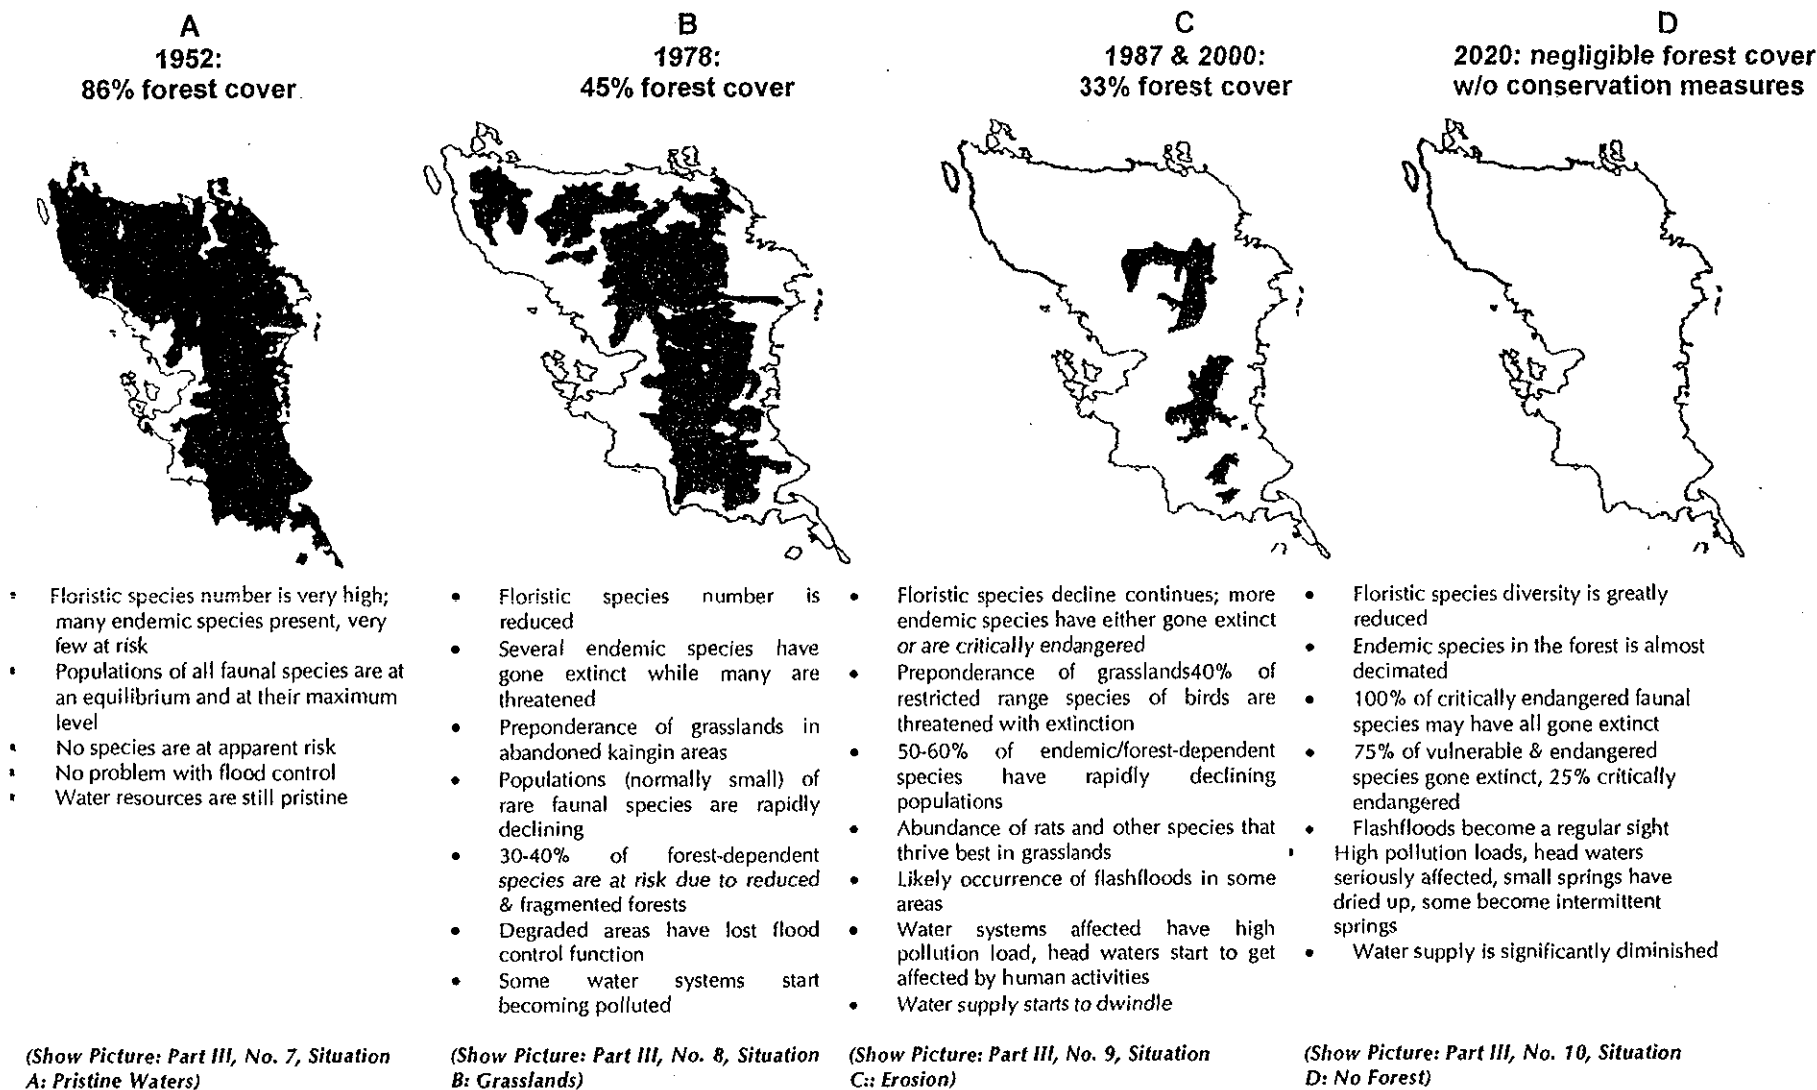 A
1952:
86% forest cover
B
1978:
45% forest cover
C
1987 & 2000:
33% forest cover
D
2020: negligible forest cover
w/o conservation measures
Floristic species number is very high;
many endemic species present, very
few at risk
Populations of all faunal species are at
an equilibrium and at their maximum
level
No species are at apparent risk
No problem with flood control
Water resources are still pristine
• Floristic species number is
reduced
• Several endemic species have
gone extinct while many are
threatened
• Preponderance of grasslands in
abandoned kaingin areas
• Populations (normally small) of
rare faunal species are rapidly
declining
• 30-40% of forest-dependent
species are at risk due to reduced
& fragmented forests
• Degraded areas have lost flood
control function
• Some water systems start
becoming polluted
• Floristic species decline continues; more
endemic species have either gone extinct
or are critically endangered
• Preponderance of grasslands40% of
restricted range species of birds are
threatened with extinction
• 50-60% of endemic/forest-dependent
species have rapidly declining
populations
• Abundance of rats and other species that
thrive best in grasslands
• Likely occurrence of flashfloods in some
areas
• Water systems affected have high
pollution load, head waters start to get
affected by human activities
• Water supply starts to dwindle
• Floristic species diversity is greatly
reduced
• Endemic species in the forest is almost
decimated
• 100% of critically endangered faunal
species may have all gone extinct
• 75% of vulnerable & endangered
species gone extinct, 25% critically
endangered
• Flashfloods become a regular sight
High pollution loads, head waters
seriously affected, small springs have
dried up, some become intermittent
springs
• Water supply is significantly diminished
(Show Picture: Part III, No. 7, Situation
A: Pristine Waters)
(Show Picture: Part III, No. 8, Situation
B: Grasslands)
(Show Picture: Part III, No. 9, Situation
C:: Erosion)
(Show Picture: Part III, No. 10, Situation
D: No Forest)